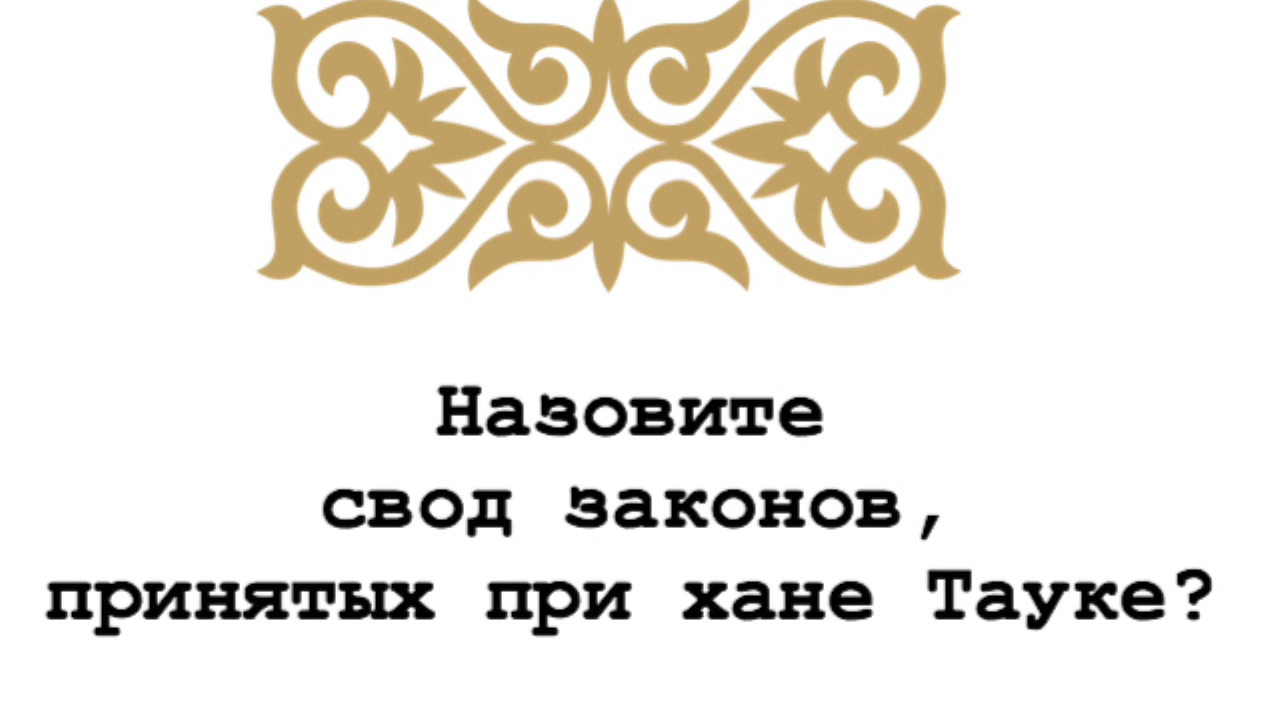 Назовите
свод законов,
принятых при хане Тауке?